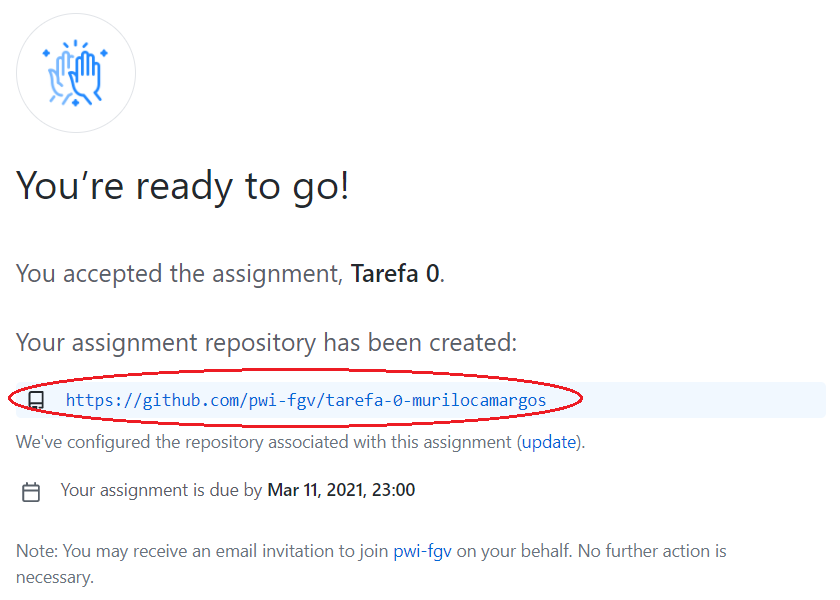 You’re ready to go!
You accepted the assignment, Tarefa 0.
Your assignment repository has been created:
https://github.com/pwi-fgv/tarefa-0-murilocamargos
We've configured the repository associated with this assignment (update).
Your assignment is due by Mar 11, 2021, 23:00
Note: You may receive an email invitation to join pwi-fgv on your behalf. No further action is
necessary.